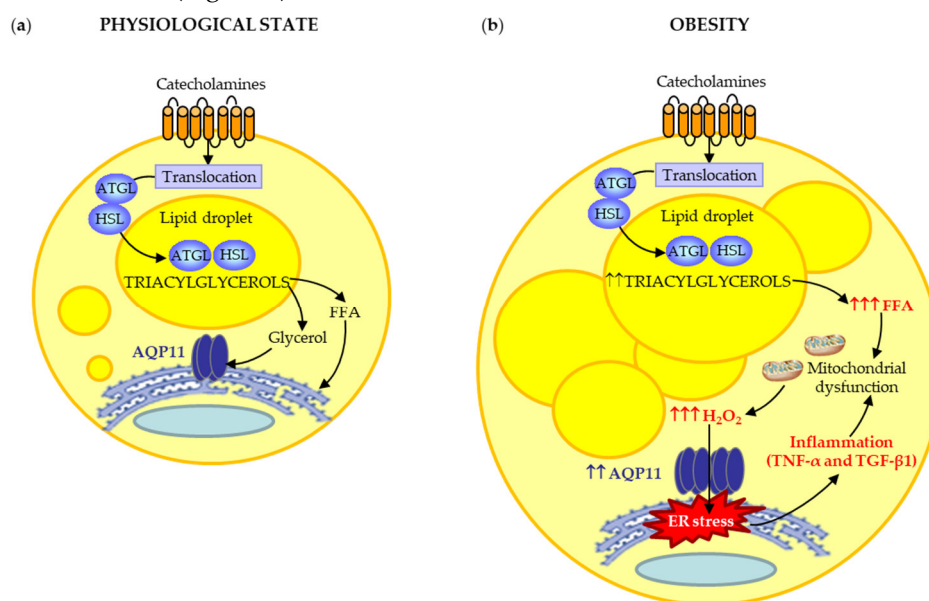 (a) PHYSIOLOGICAL STATE
Catecholamines
Translocation
ATGL
HSL
Lipid droplet
ATGL HSL
TRIACYLGLYCEROLS
FFA
Glycerol
AQP11
(b) OBESITY
Catecholamines
Translocation
ATGL
HSL
Lipid droplet
ATGL HSL
↑↑TRIACYLGLYCEROLS
↑↑↑FFA
Mitochondrial
dysfunction
↑↑↑H₂O₂
Inflammation
(TNF-α and TGF-β1)
↑↑AQP11
ER stress